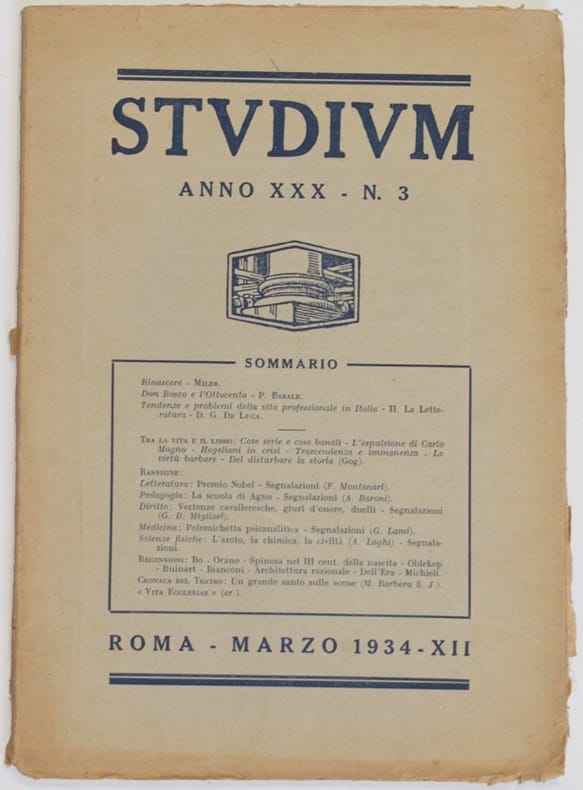 STVDIVM
ANNO XXX - N. 3
SOMMARIO
Rinascere - MILES.
Don Bosco e l'Ottocento - P. BARALE.
Tendenze e problemi della vita professionale in Italia - II. La Lette-
ratura - D. G. DE LUCA.
TRA LA VITA E IL LIBRO: Cose serie e cose banali - L'espulsione di Carlo
Magno - Hegeliani in crisi - Trascendenza e immanenza - Le
virtù barbare - Del disturbare la storia (Gog).
RASSEGNE:
Letteratura: Premio Nobel - Segnalazioni (F. Montanari).
Pedagogia: La scuola di Agno - Segnalazioni (A. Baroni).
Diritto: Vertenze cavalleresche, giurì d'onore, duelli - Segnalazioni
(G. B. Migliori).
Medicina: Polemichetta psicanalitica - Segnalazioni (G. Lami).
Scienze fisiche: L'azoto, la chimica, la civiltà (A. Laghi) - Segnala-
zioni.
RECENSIONI: Bo - Orano - Spinoza nel III cent. della nascita - Oldekop
- Ruinart - Bianconi - Architettura razionale - Dell'Era - Michieli.
CRONACA DEL TEATRO: Un grande santo sulle scene (M. Barbera S. J.).
« VITA ECCLESIAE » (er.).
ROMA - MARZO 1934-XII